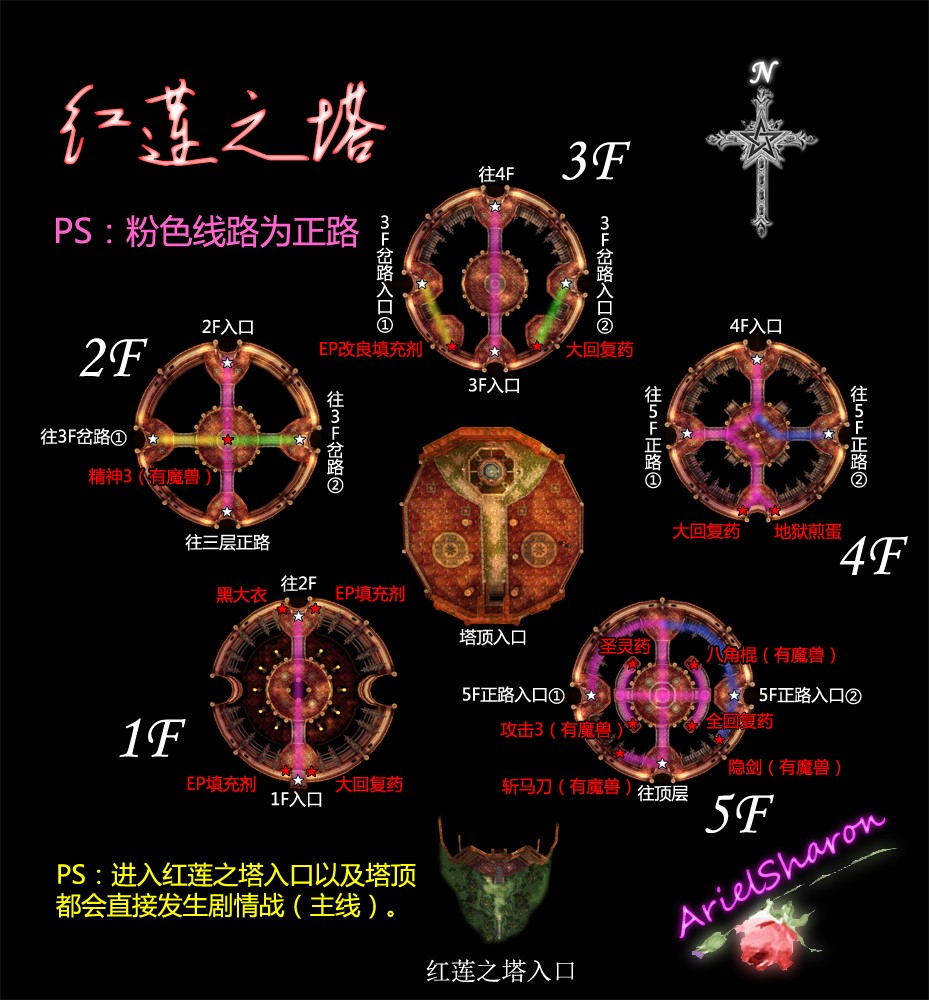 红莲之塔
N
PS：粉色线路为正路
3F
往4F
3F岔路入口①
3F岔路入口②
EP改良填充剂
大回复药
3F入口
2F
2F入口
往3F岔路①
往3F岔路②
精神3（有魔兽）
往三层正路
4F入口
往5F正路①
往5F正路②
大回复药
地狱煎蛋
4F
塔顶入口
黑大衣
往2F
EP填充剂
1F
EP填充剂
大回复药
1F入口
圣灵药
八角棍（有魔兽）
5F正路入口①
5F正路入口②
攻击3（有魔兽）
全回复药
隐剑（有魔兽）
斩马刀（有魔兽）
往顶层
5F
PS：进入红莲之塔入口以及塔顶
都会直接发生剧情战（主线）。
ArielSharon
红莲之塔入口